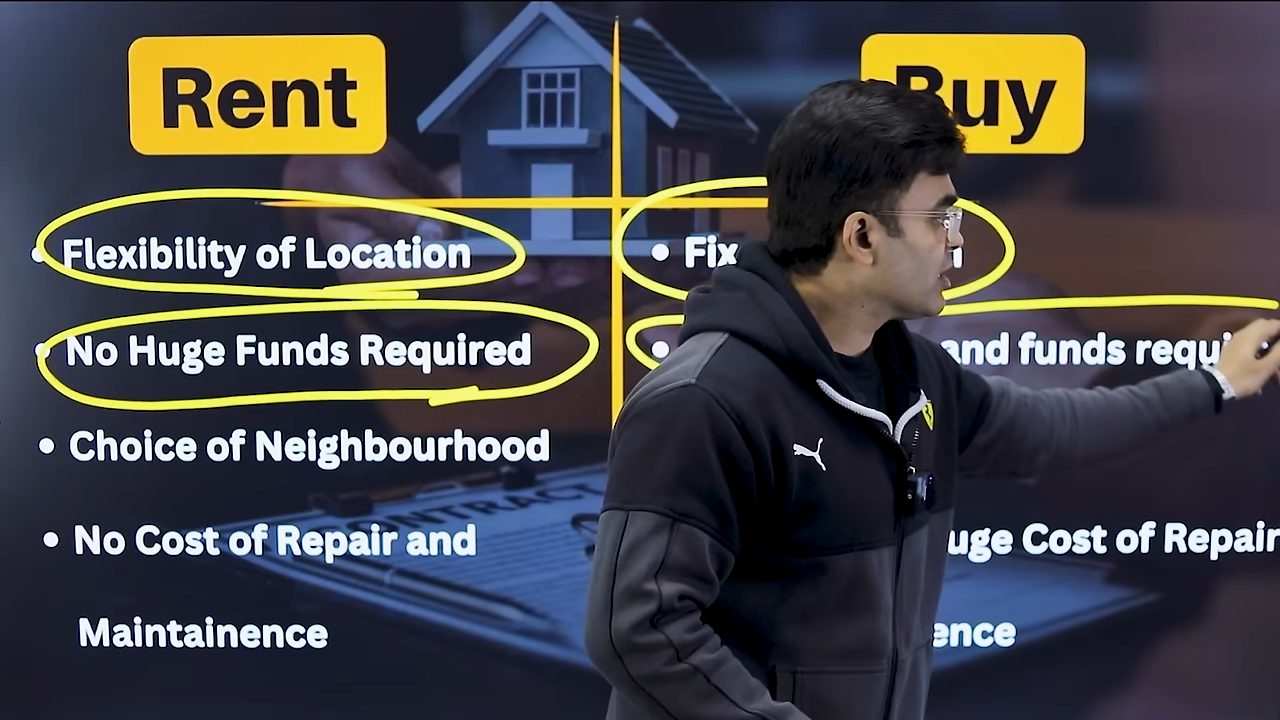 Rent
Buy
• Flexibility of Location
• Fix
• No Huge Funds Required
and funds requi
• Choice of Neighbourhood
• No Cost of Repair and
Maintainence
uge Cost of Repair
ence
CONTRACT